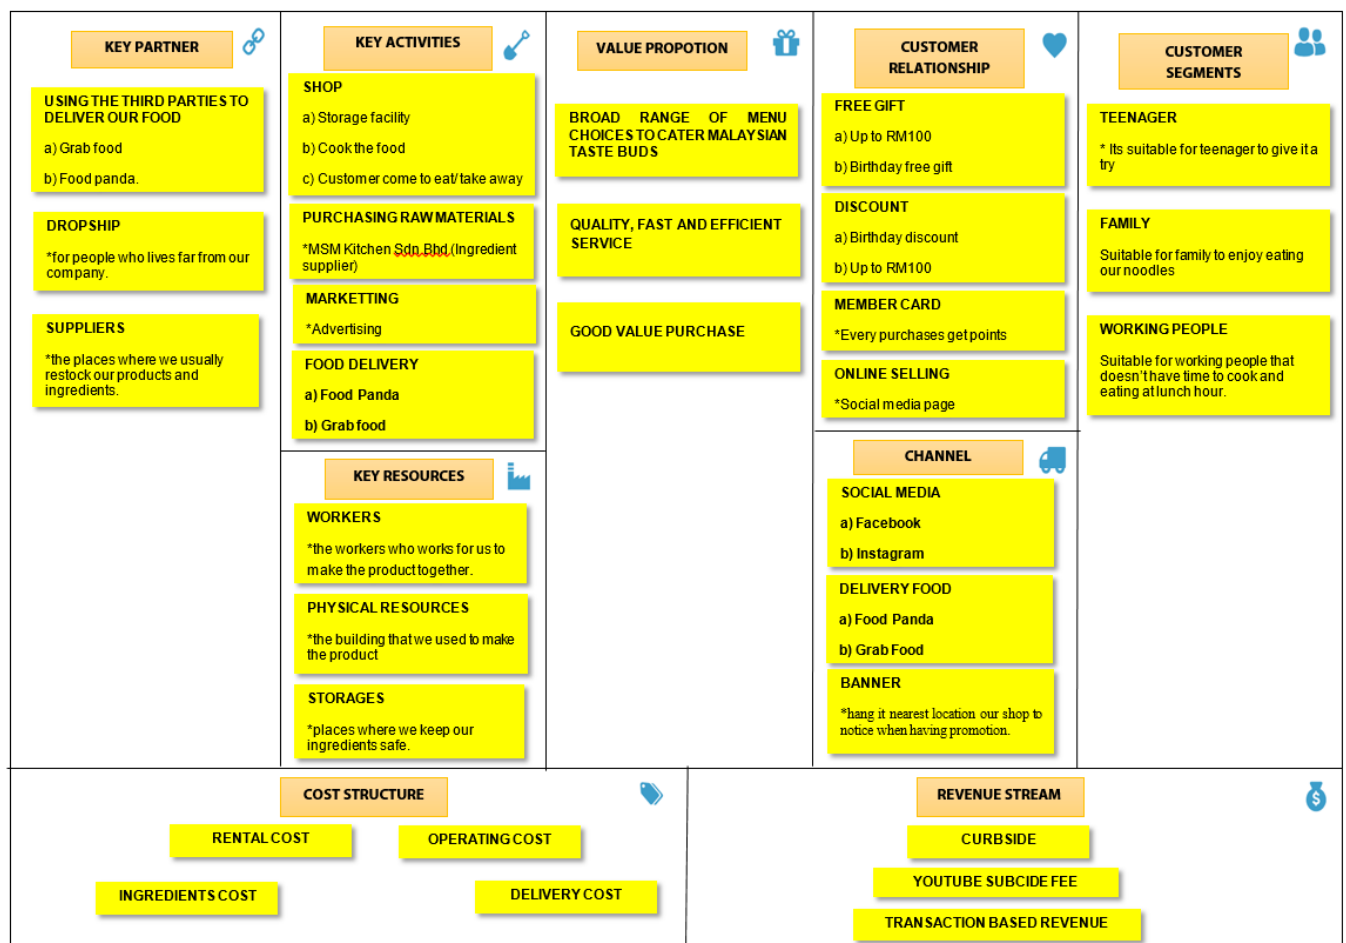 KEY PARTNER
USING THE THIRD PARTIES TO
DELIVER OUR FOOD
a) Grab food
b) Food panda.
DROPSHIP
*for people who lives far from our
company.
SUPPLIERS
*the places where we usually
restock our products and
ingredients.
KEY ACTIVITIES
SHOP
a) Storage facility
b) Cook the food
c) Customer come to eat/ take away
PURCHASING RAW MATERIALS
*MSM Kitchen Sdn.Bhd.(Ingredient
supplier)
MARKETTING
*Advertising
FOOD DELIVERY
a) Food Panda
b) Grab food
KEY RESOURCES
WORKERS
*the workers who works for us to
make the product together.
PHYSICAL RESOURCES
*the building that we used to make
the product
STORAGES
*places where we keep our
ingredients safe.
VALUE PROPOTION
BROAD RANGE OF MENU
CHOICES TO CATER MALAYSIAN
TASTE BUDS
QUALITY, FAST AND EFFICIENT
SERVICE
GOOD VALUE PURCHASE
CUSTOMER
RELATIONSHIP
FREE GIFT
a) Up to RM100
b) Birthday free gift
DISCOUNT
a) Birthday discount
b) Up to RM100
MEMBER CARD
*Every purchases get points
ONLINE SELLING
*Social media page
CHANNEL
SOCIAL MEDIA
a) Facebook
b) Instagram
DELIVERY FOOD
a) Food Panda
b) Grab Food
BANNER
*hang it nearest location our shop to
notice when having promotion.
CUSTOMER
SEGMENTS
TEENAGER
* Its suitable for teenager to give it a
try
FAMILY
Suitable for family to enjoy eating
our noodles
WORKING PEOPLE
Suitable for working people that
doesn't have time to cook and
eating at lunch hour.
COST STRUCTURE
RENTAL COST
OPERATING COST
INGREDIENTS COST
DELIVERY COST
REVENUE STREAM
CURBSIDE
YOUTUBE SUBCIDE FEE
TRANSACTION BASED REVENUE